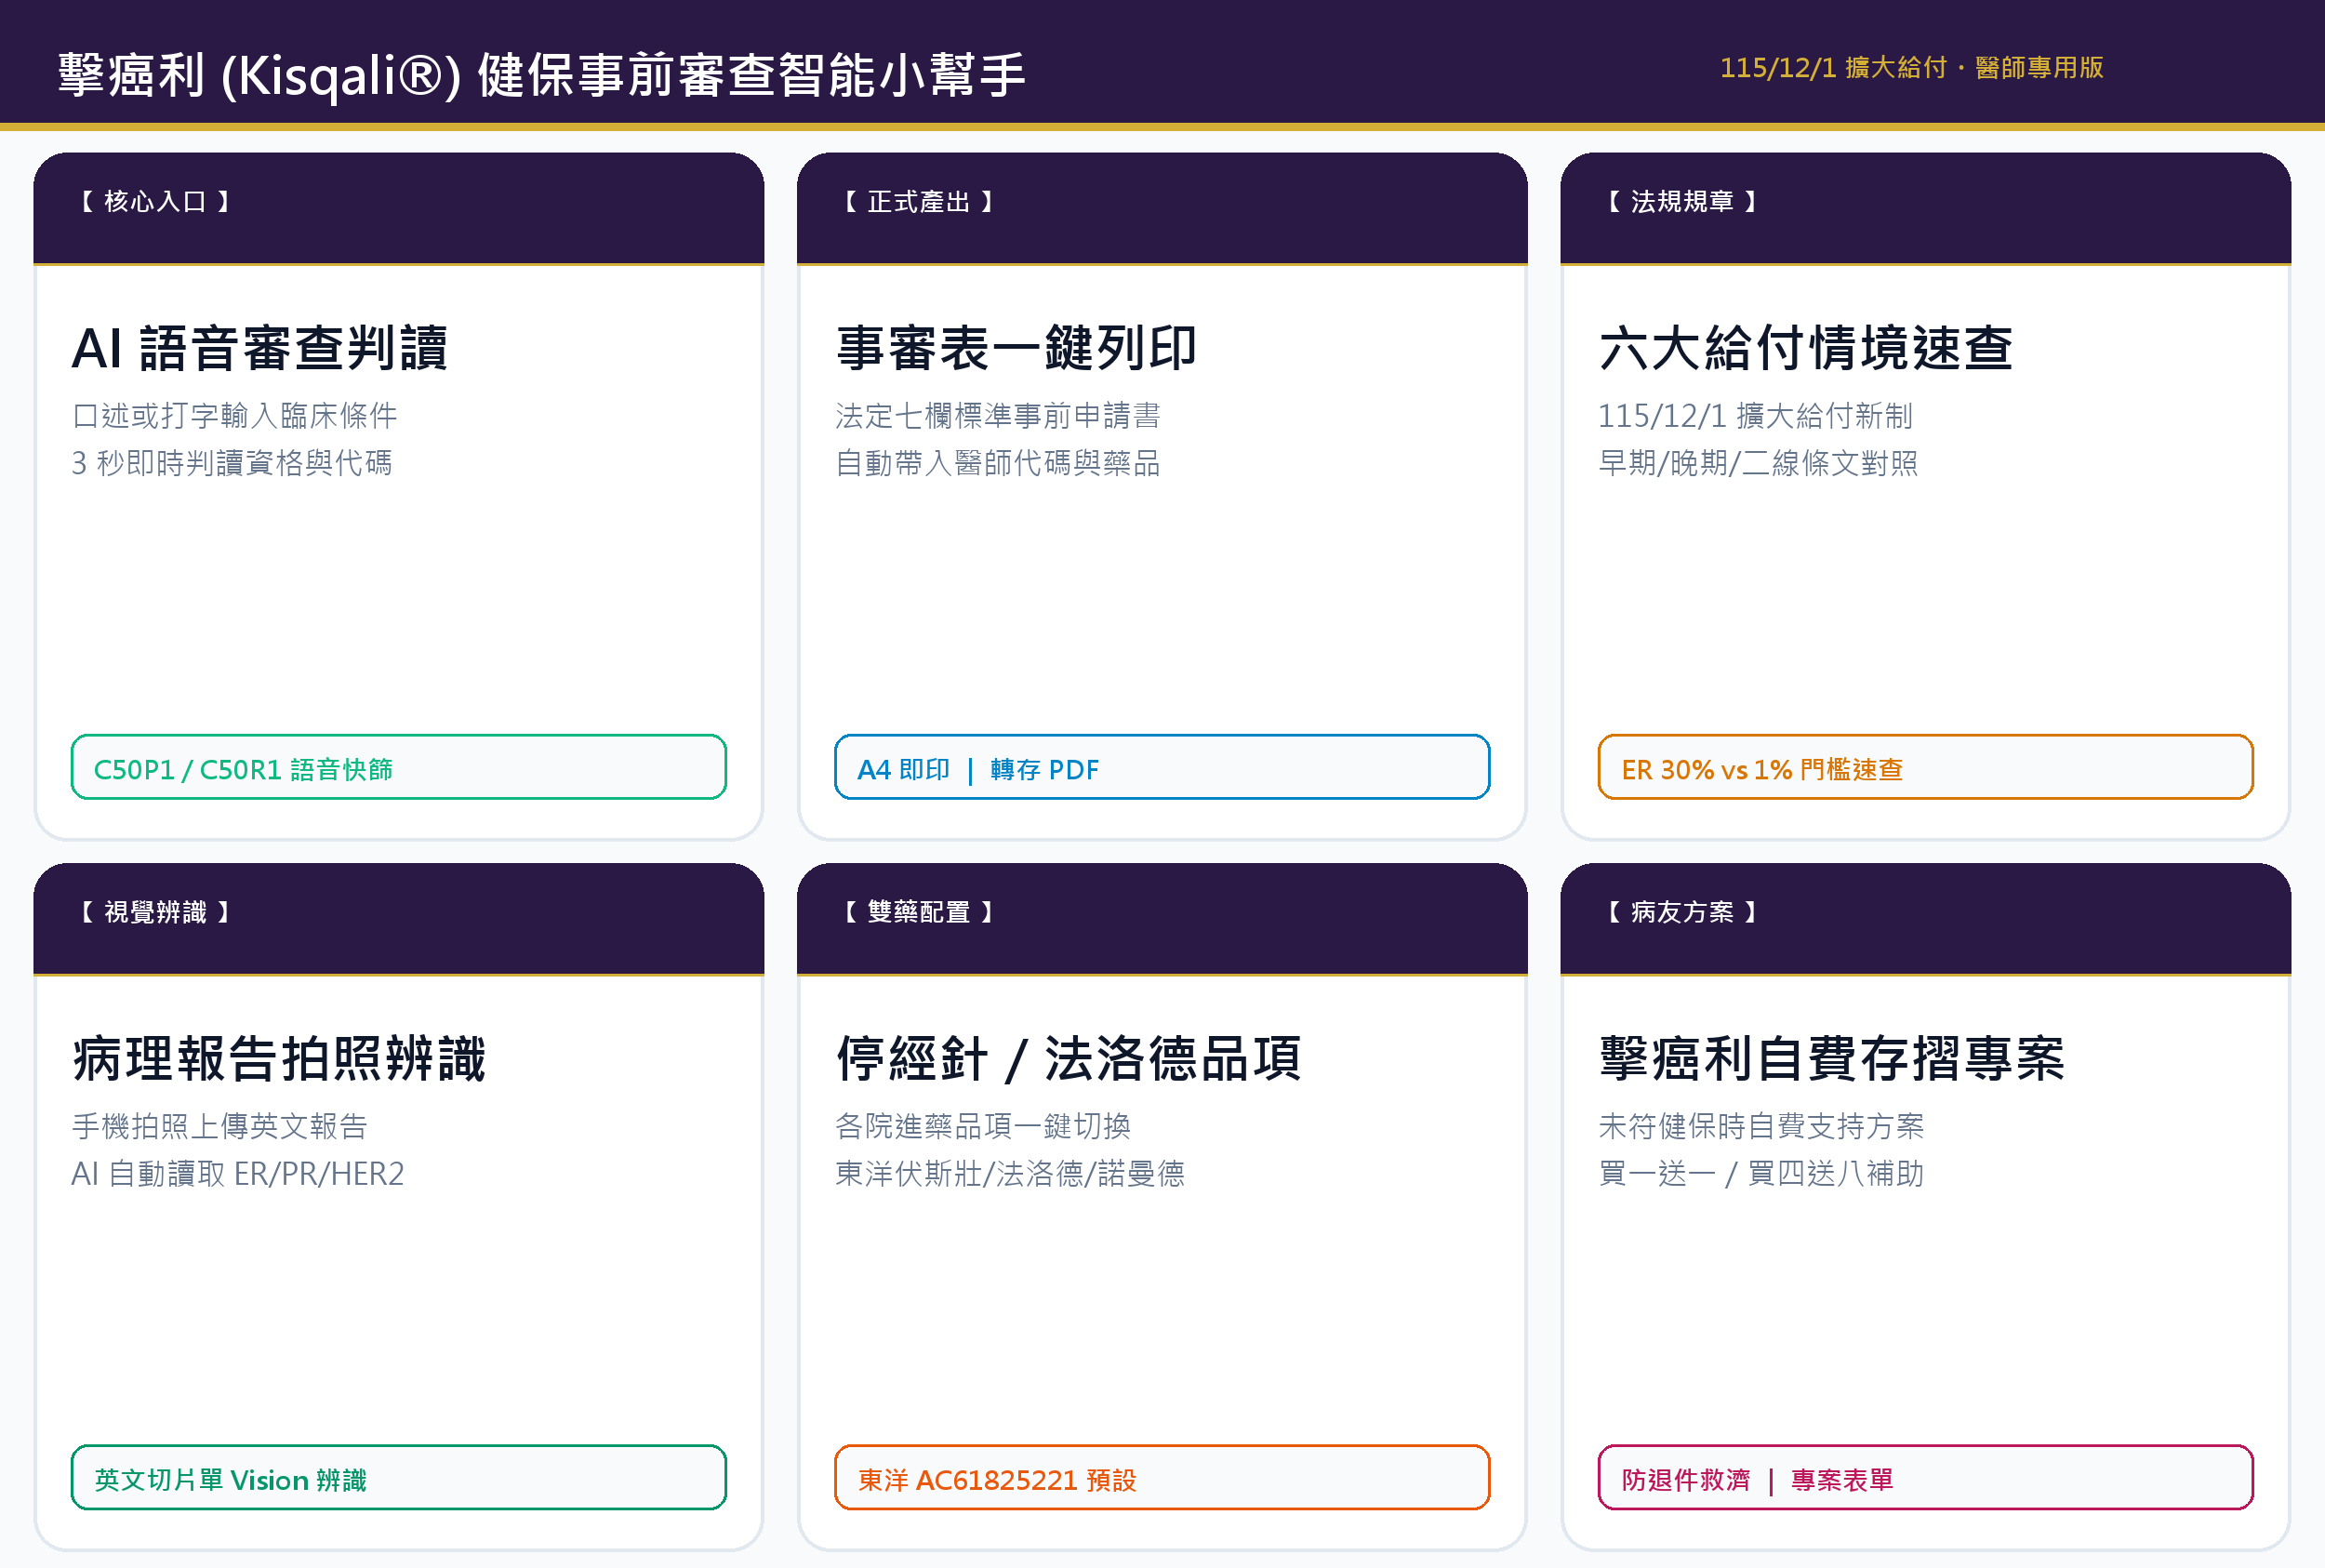 擊癌利 (Kisqali®) 健保事前審查智能小幫手
115/12/1 擴大給付・醫師專用版
【 核心入口 】
AI 語音審查判讀
口述或打字輸入臨床條件
3 秒即時判讀資格與代碼
C50P1 / C50R1 語音快篩
【 正式產出 】
事審表一鍵列印
法定七欄標準事前申請書
自動帶入醫師代碼與藥品
A4 即印 | 轉存 PDF
【 法規規章 】
六大給付情境速查
115/12/1 擴大給付新制
早期/晚期/二線條文對照
ER 30% vs 1% 門檻速查
【 視覺辨識 】
病理報告拍照辨識
手機拍照上傳英文報告
AI 自動讀取 ER/PR/HER2
英文切片單 Vision 辨識
【 雙藥配置 】
停經針 / 法洛德品項
各院進藥品項一鍵切換
東洋伏斯壯/法洛德/諾曼德
東洋 AC61825221 預設
【 病友方案 】
擊癌利自費存摺專案
未符健保時自費支持方案
買一送一 / 買四送八補助
防退件救濟 | 專案表單